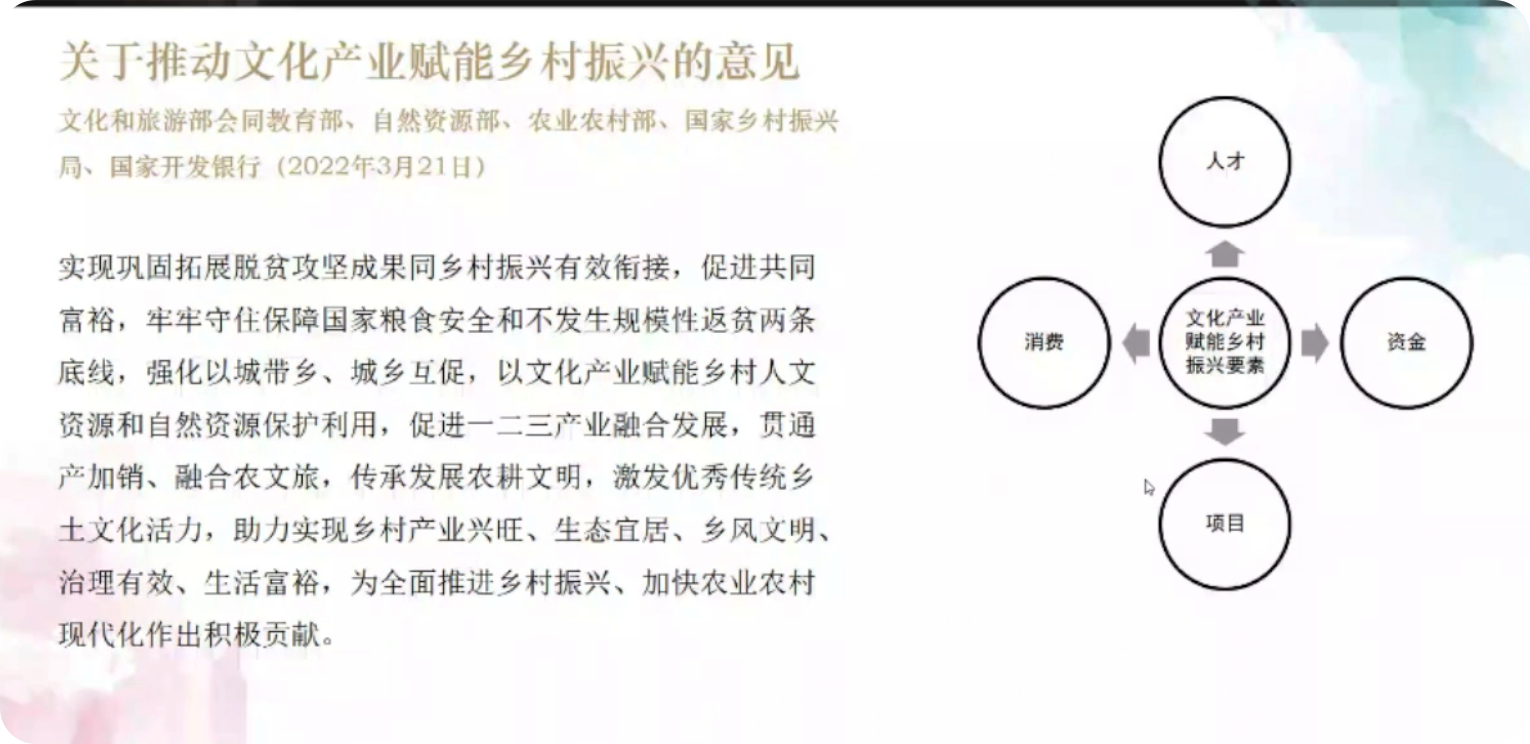 关于推动文化产业赋能乡村振兴的意见
文化和旅游部会同教育部、自然资源部、农业农村部、国家乡村振兴
局、国家开发银行（2022年3月21日）
实现巩固拓展脱贫攻坚成果同乡村振兴有效衔接，促进共同
富裕，牢牢守住保障国家粮食安全和不发生规模性返贫两条
底线，强化以城带乡、城乡互促，以文化产业赋能乡村人文
资源和自然资源保护利用，促进一二三产业融合发展，贯通
产加销、融合农文旅，传承发展农耕文明，激发优秀传统乡
土文化活力，助力实现乡村产业兴旺、生态宜居、乡风文明、
治理有效、生活富裕，为全面推进乡村振兴、加快农业农村
现代化作出积极贡献。
人才
消费
文化产业
赋能乡村
振兴要素
资金
项目